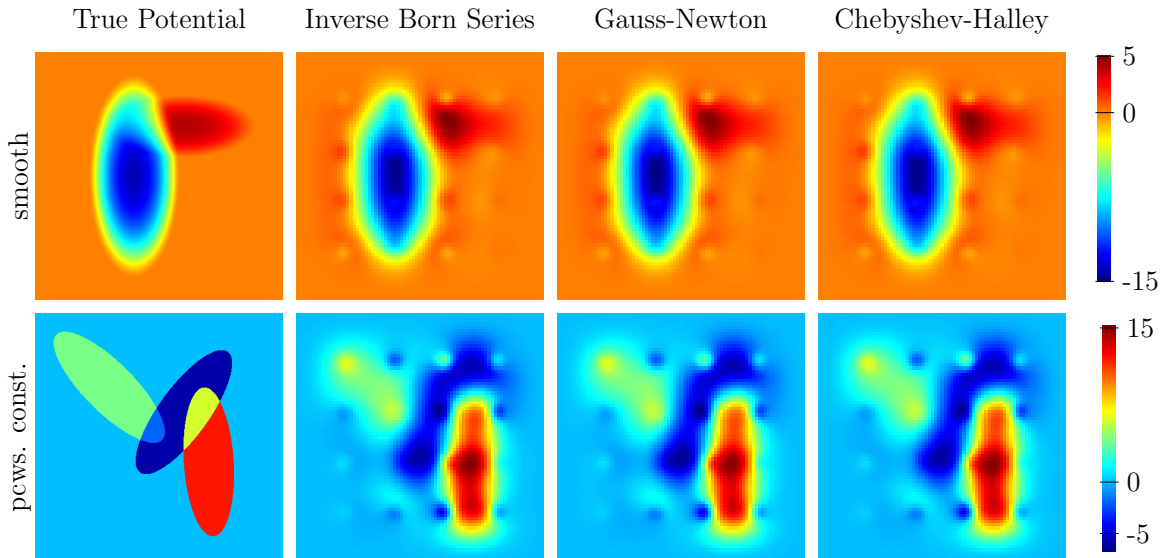 True Potential
Inverse Born Series
Gauss-Newton
Chebyshev-Halley
smooth
5
0
-15
pcws. const.
15
0
-5